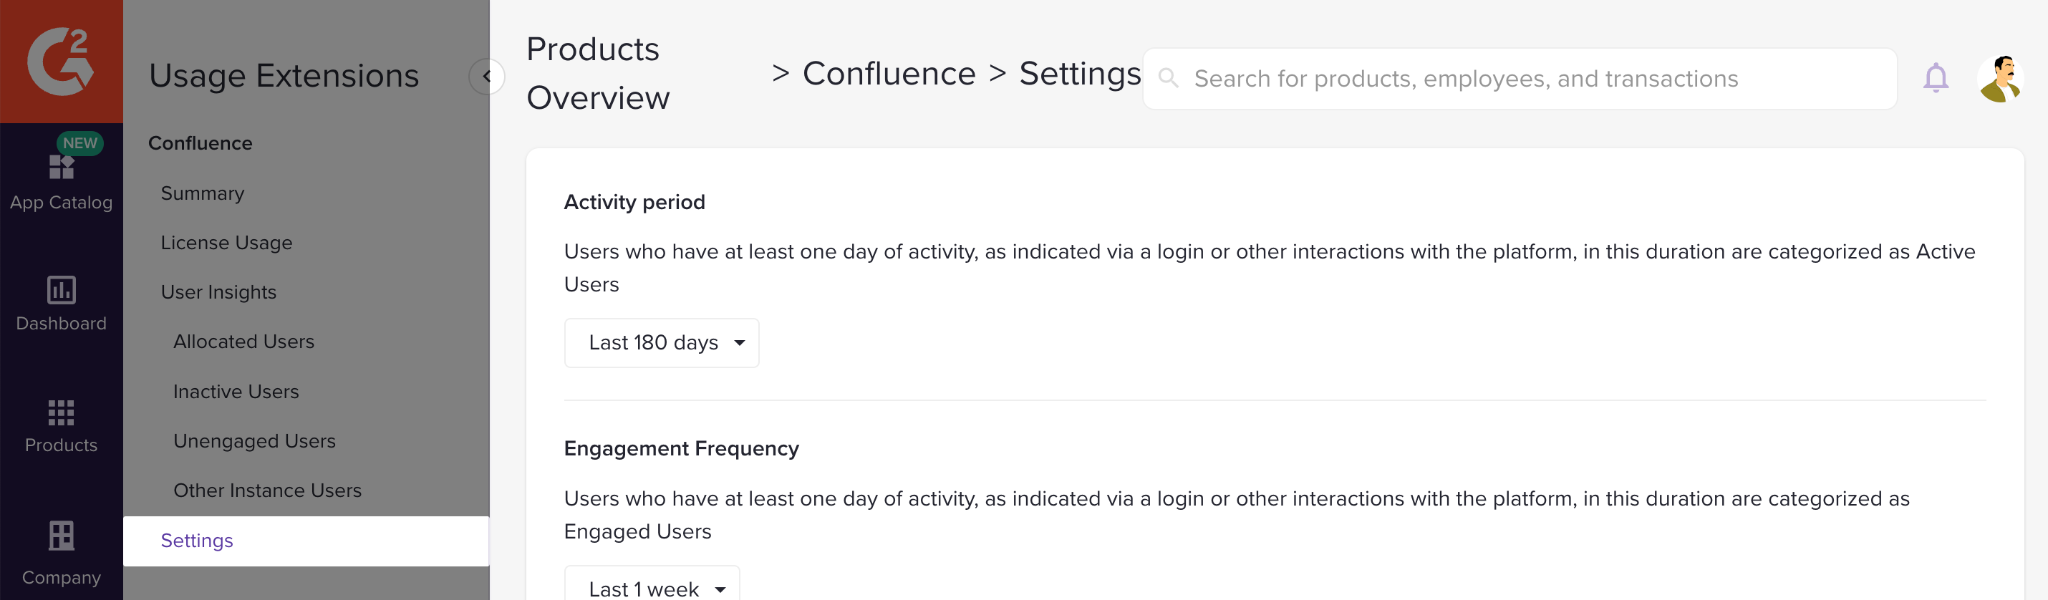 G2
NEW
App Catalog
Dashboard
Products
Company
Usage Extensions
Confluence
Summary
License Usage
User Insights
Allocated Users
Inactive Users
Unengaged Users
Other Instance Users
Settings
Products
Overview
> Confluence > Settings
Search for products, employees, and transactions
Activity period
Users who have at least one day of activity, as indicated via a login or other interactions with the platform, in this duration are categorized as Active
Users
Last 180 days
Engagement Frequency
Users who have at least one day of activity, as indicated via a login or other interactions with the platform, in this duration are categorized as
Engaged Users
Last 1 week